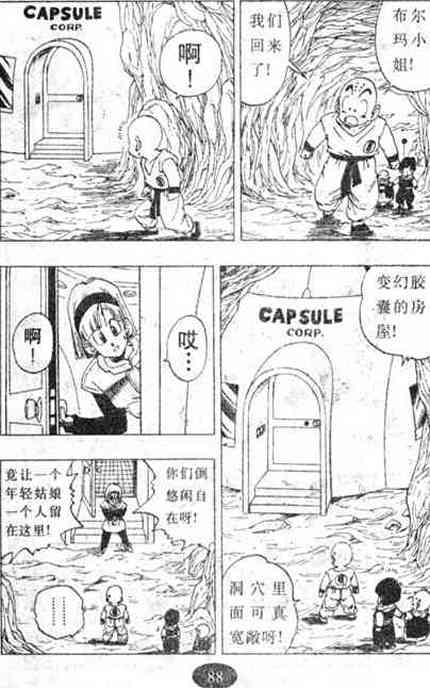 布尔
玛小
姐！
我们
回来
了！
啊！
CAPSULE
CORP.
变幻胶
囊的房
屋！
CAPSULE
CORP.
洞穴里
面可真
宽敞呀！
哎…
啊！
你们倒
悠闲自
在呀！
竟让一个
年轻姑娘
一个人留
在这里！
……
88